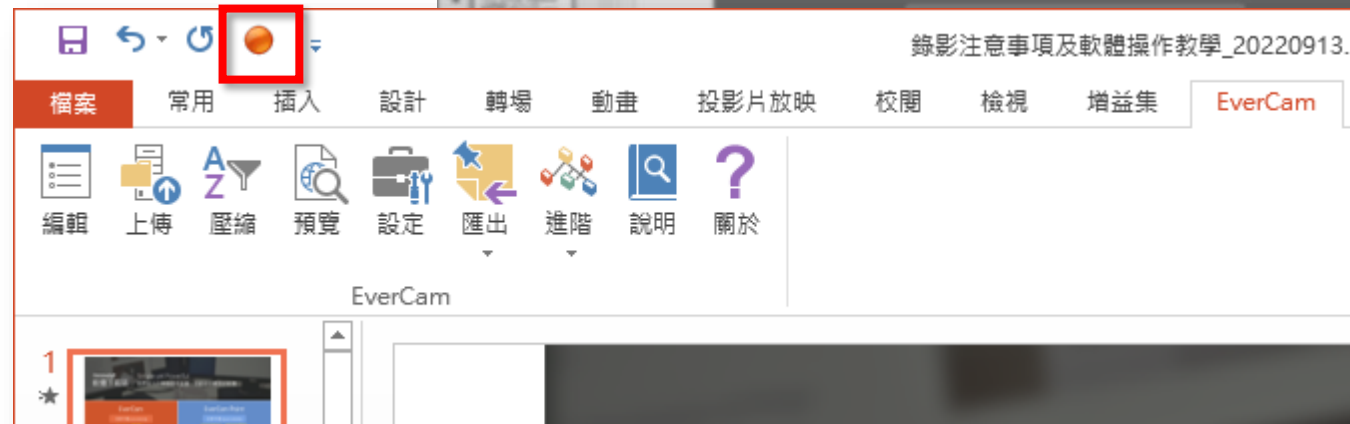 錄影注意事項及軟體操作教學_20220913.
檔案 常用 插入 設計 轉場 動畫 投影片放映 校閱 檢視 增益集 EverCam
編輯 上傳 壓縮 預覽 設定 匯出 進階 說明 關於
EverCam
1